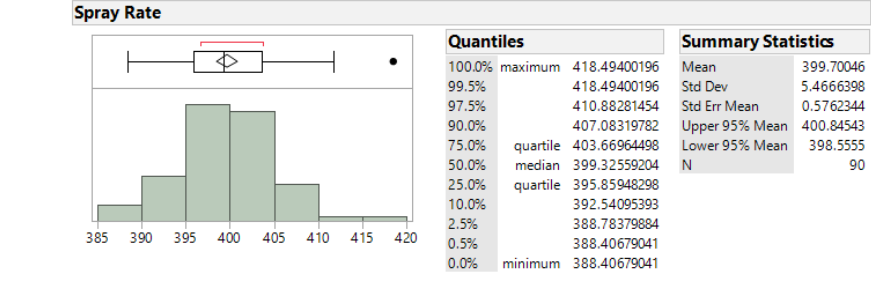 Spray Rate
385 390 395 400 405 410 415 420
Quantiles
100.0% maximum 418.49400196
99.5% 418.49400196
97.5% 410.88281454
90.0% 407.08319782
75.0% quartile 403.66964498
50.0% median 399.32559204
25.0% quartile 395.85948298
10.0% 392.54095393
2.5% 388.78379884
0.5% 388.40679041
0.0% minimum 388.40679041
Summary Statistics
Mean 399.70046
Std Dev 5.4666398
Std Err Mean 0.5762344
Upper 95% Mean 400.84543
Lower 95% Mean 398.5555
N 90